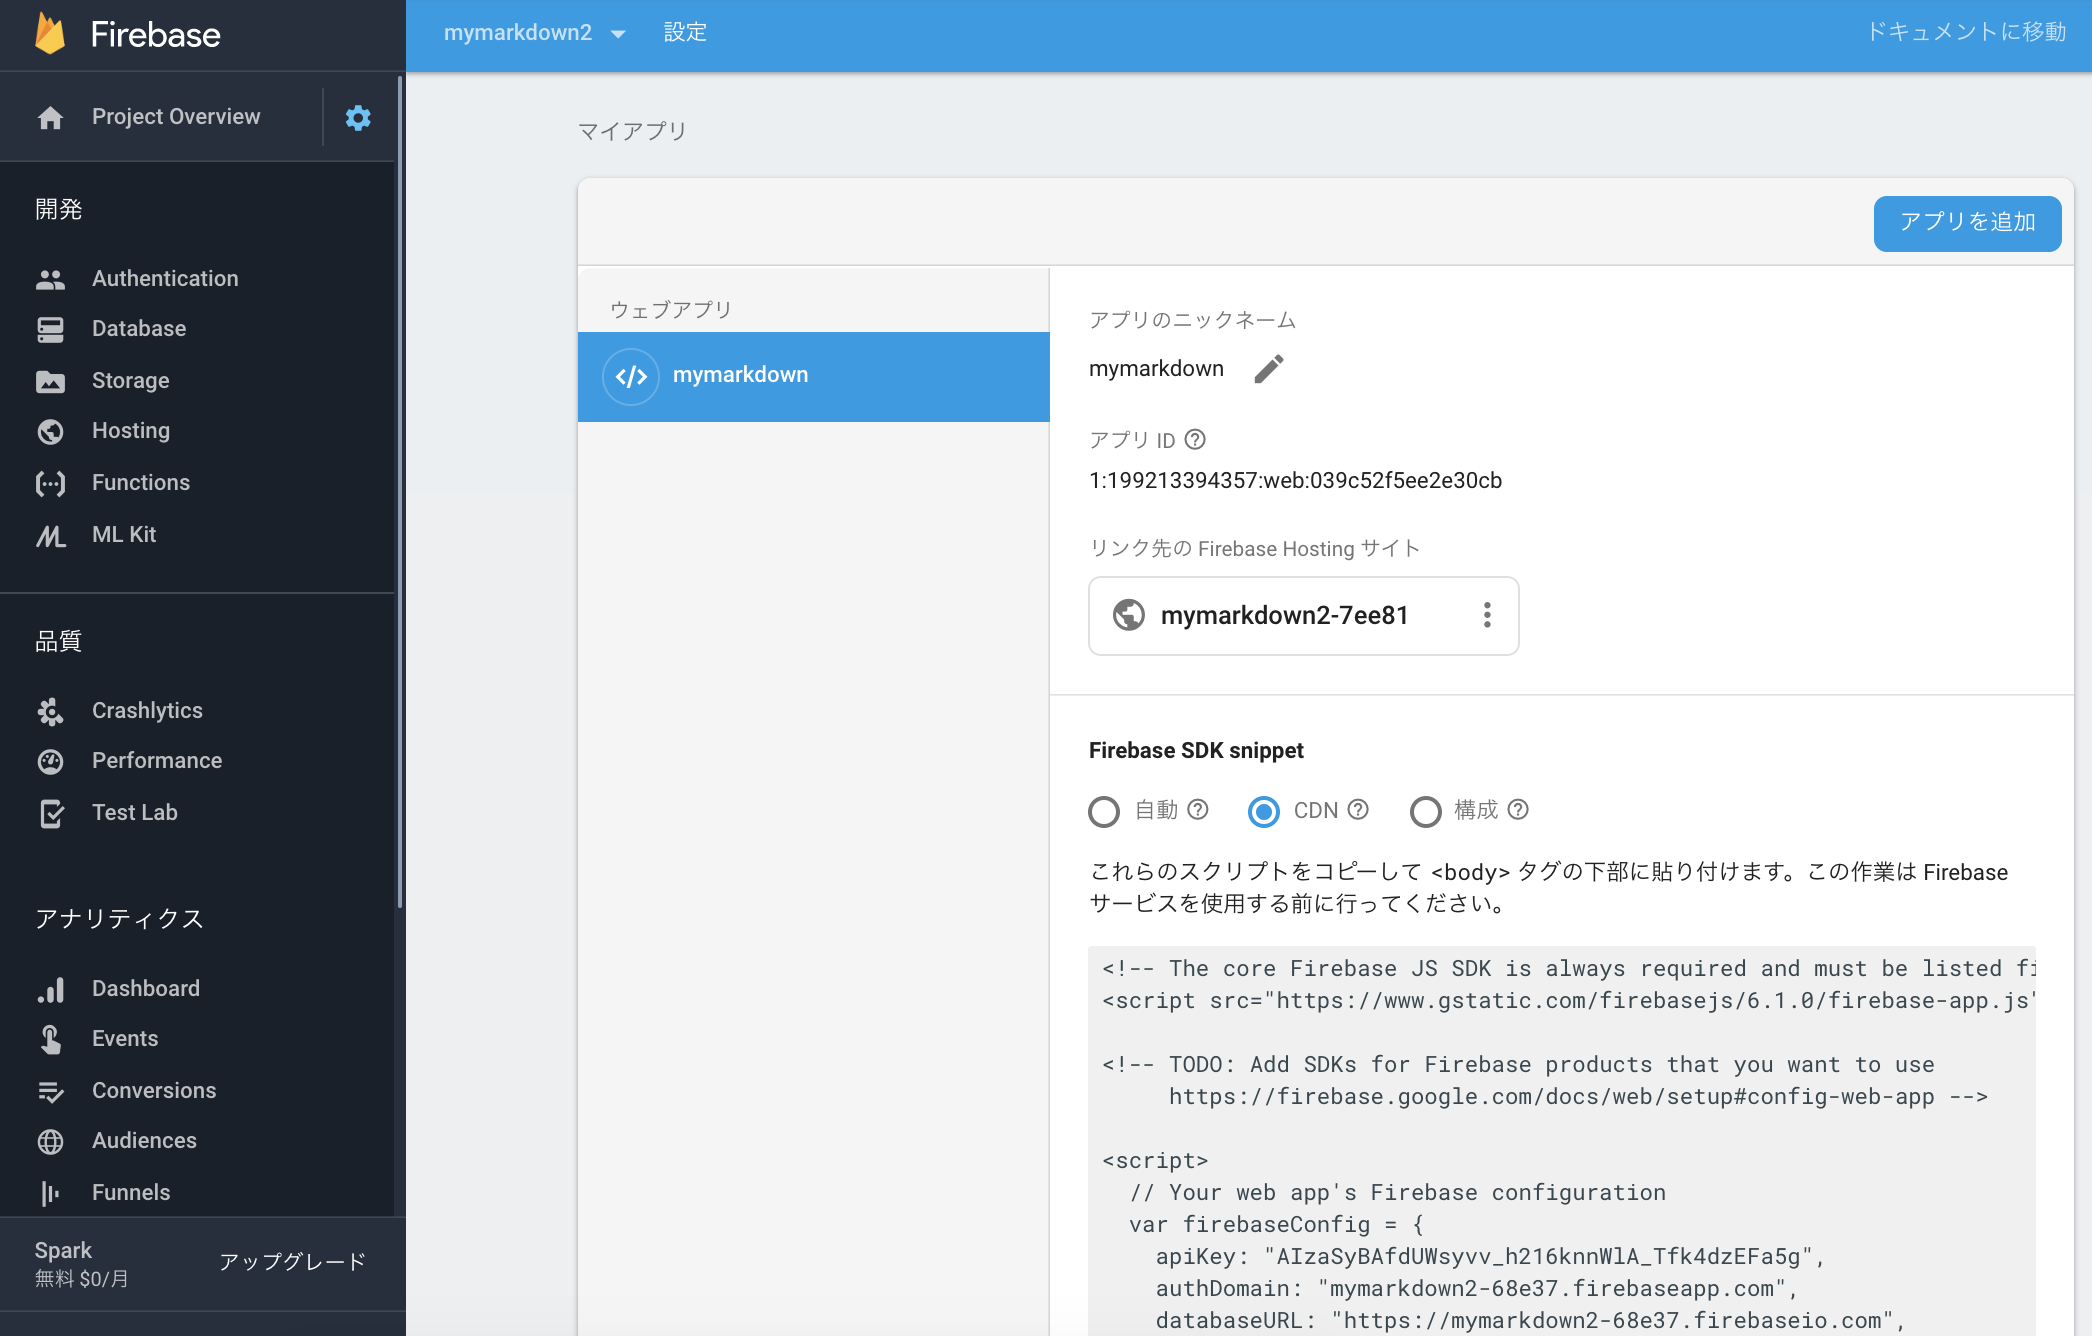 Firebase
mymarkdown2
設定
ドキュメントに移動
Project Overview
開発
Authentication
Database
Storage
Hosting
Functions
ML Kit
品質
Crashlytics
Performance
Test Lab
アナリティクス
Dashboard
Events
Conversions
Audiences
Funnels
Spark
無料 $0/月
アップグレード
マイアプリ
アプリを追加
ウェブアプリ
</> mymarkdown
アプリのニックネーム
mymarkdown
アプリ ID
1:199213394357:web:039c52f5ee2e30cb
リンク先の Firebase Hosting サイト
mymarkdown2-7ee81
Firebase SDK snippet
自動 CDN 構成
これらのスクリプトをコピーして <body> タグの下部に貼り付けます。この作業は Firebase
サービスを使用する前に行ってください。
<!-- The core Firebase JS SDK is always required and must be listed fi
<script src="https://www.gstatic.com/firebasejs/6.1.0/firebase-app.js"
<!-- TODO: Add SDKs for Firebase products that you want to use
https://firebase.google.com/docs/web/setup#config-web-app -->
<script>
// Your web app's Firebase configuration
var firebaseConfig = {
apiKey: "AIzaSyBAfdUWsyvv_h216knnWlA_Tfk4dzEFa5g",
authDomain: "mymarkdown2-68e37.firebaseapp.com",
databaseURL: "https://mymarkdown2-68e37.firebaseio.com",